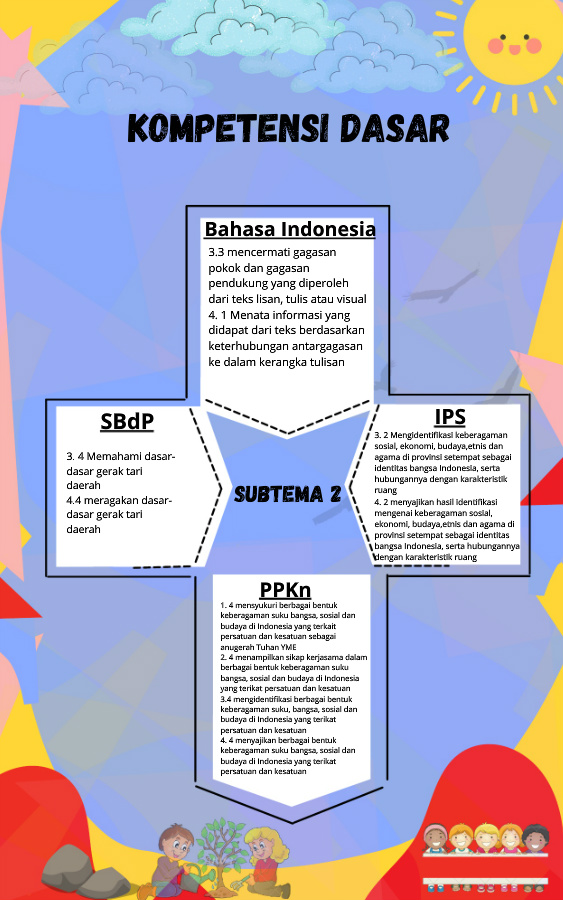 KOMPETENSI DASAR
Bahasa Indonesia
3.3 mencermati gagasan
pokok dan gagasan
pendukung yang diperoleh
dari teks lisan, tulis atau visual
4. 1 Menata informasi yang
didapat dari teks berdasarkan
keterhubungan antargagasan
ke dalam kerangka tulisan
SBdP
3. 4 Memahami dasar-
dasar gerak tari
daerah
4.4 meragakan dasar-
dasar gerak tari
daerah
SUBTEMA 2
IPS
3. 2 Mengidentifikasi keberagaman
sosial, ekonomi, budaya,etnis dan
agama di provinsi setempat sebagai
identitas bangsa Indonesia, serta
hubungannya dengan karakteristik
ruang
4. 2 menyajikan hasil identifikasi
mengenai keberagaman sosial,
ekonomi, budaya,etnis dan agama di
provinsi setempat sebagai identitas
bangsa Indonesia, serta hubungannya
dengan karakteristik ruang
PPKn
1. 4 mensyukuri berbagai bentuk
keberagaman suku bangsa, sosial dan
budaya di Indonesia yang terkait
persatuan dan kesatuan sebagai
anugerah Tuhan YME
2. 4 menampilkan sikap kerjasama dalam
berbagai bentuk keberagaman suku
bangsa, sosial dan budaya di Indonesia
yang terikat persatuan dan kesatuan
3.4 mengidentifikasi berbagai bentuk
keberagaman suku, bangsa, sosial dan
budaya di Indonesia yang terikat
persatuan dan kesatuan
4. 4 menyajikan berbagai bentuk
keberagaman suku bangsa, sosial dan
budaya di Indonesia yang terikat
persatuan dan kesatuan